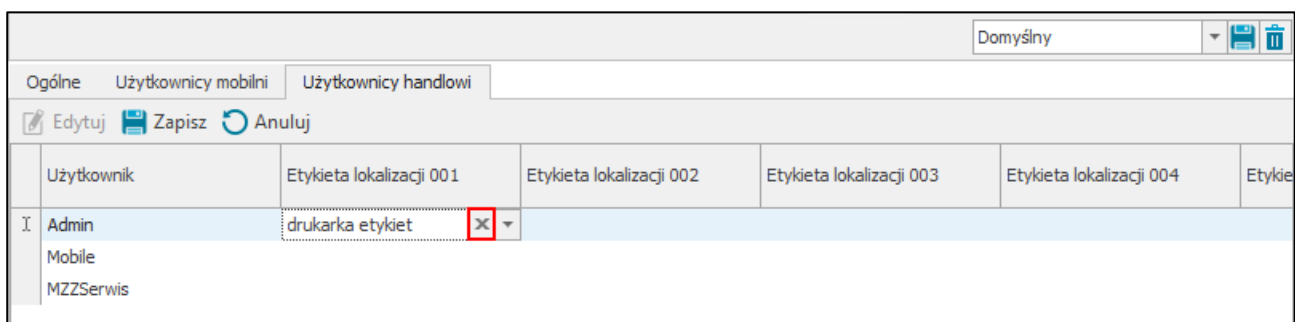 Domyślny
Ogólne Użytkownicy mobilni Użytkownicy handlowi
Edytuj Zapisz Anuluj
Użytkownik Etykieta lokalizacji 001 Etykieta lokalizacji 002 Etykieta lokalizacji 003 Etykieta lokalizacji 004 Etykie
Admin drukarka etykiet
Mobile
MZZSerwis